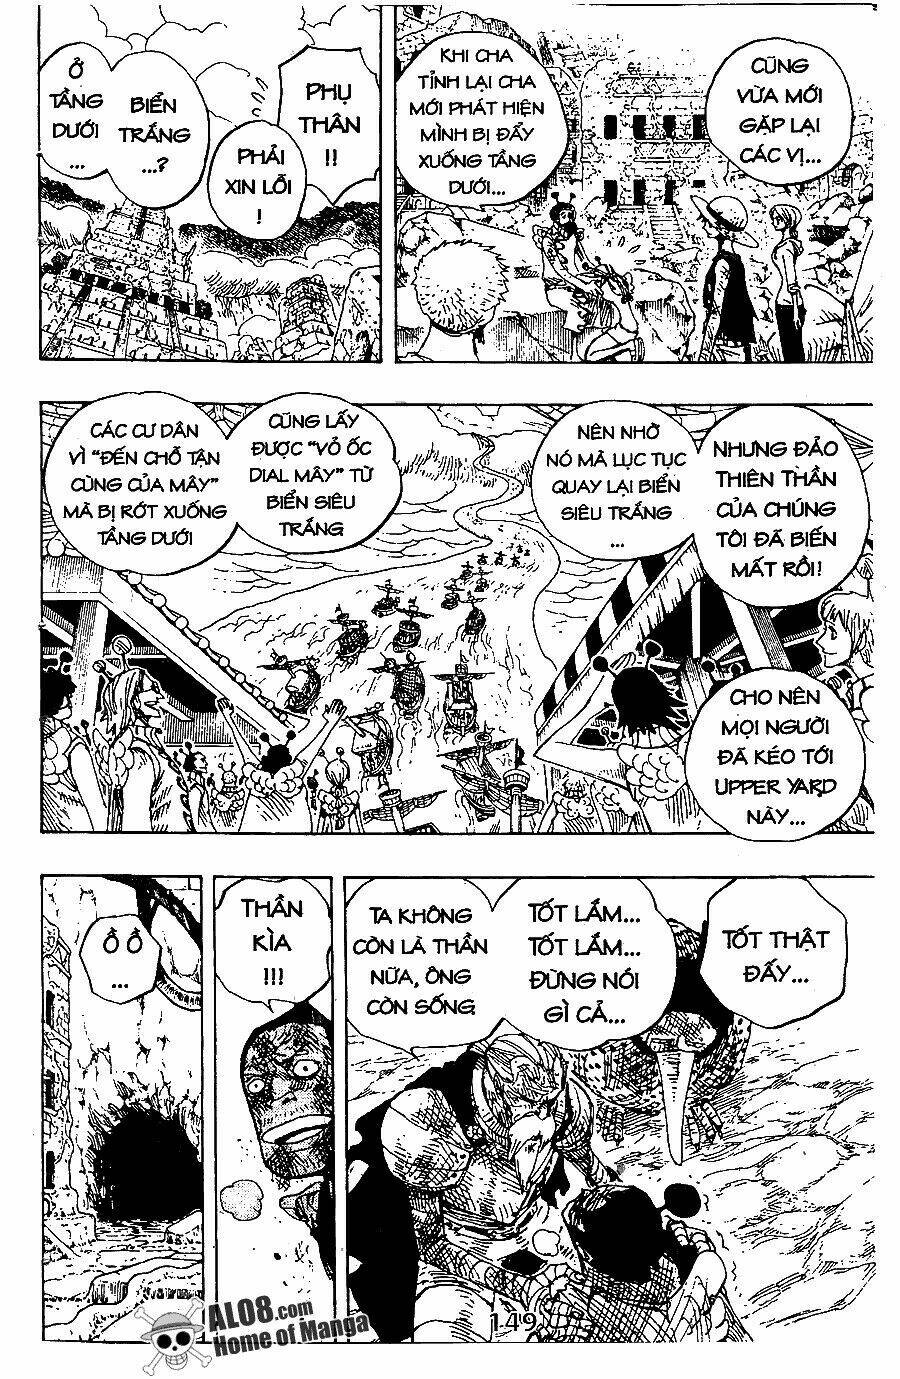 PHỤ
THÂN
!!
PHẢI
XIN LỖI
!
BIỂN
TRẮNG
...?
Ở
TẦNG
DƯỚI
...
KHI CHA
TỈNH LẠI CHA
MỚI PHÁT HIỆN
MÌNH BỊ ĐẨY
XUỐNG TẦNG
DƯỚI...
CŨNG
VỪA MỚI
GẶP LẠI
CÁC VỊ...
CÁC CƯ DÂN
VÌ "ĐẾN CHỖ TẬN
CÙNG CỦA MÂY"
MÀ BỊ RỚT XUỐNG
TẦNG DƯỚI
CŨNG LẤY
ĐƯỢC "VỎ ỐC
DIAL MÂY" TỪ
BIỂN SIÊU
TRẮNG
NÊN NHỜ
NÓ MÀ LỤC TỤC
QUAY LẠI BIỂN
SIÊU TRẮNG
...
NHƯNG ĐẢO
THIÊN THẦN
CỦA CHÚNG
TÔI ĐÃ BIẾN
MẤT RỒI!
CHO NÊN
MỌI NGƯỜI
ĐÃ KÉO TỚI
UPPER YARD
NÀY...
Ồ Ồ
...
THẦN
KÌA
!!!
TA KHÔNG
CÒN LÀ THẦN
NỮA, ÔNG
CÒN SỐNG
TỐT LẮM...
TỐT LẮM...
ĐỪNG NÓI
GÌ CẢ...
TỐT THẬT
ĐẤY...
149
AL08.com
Home of Manga